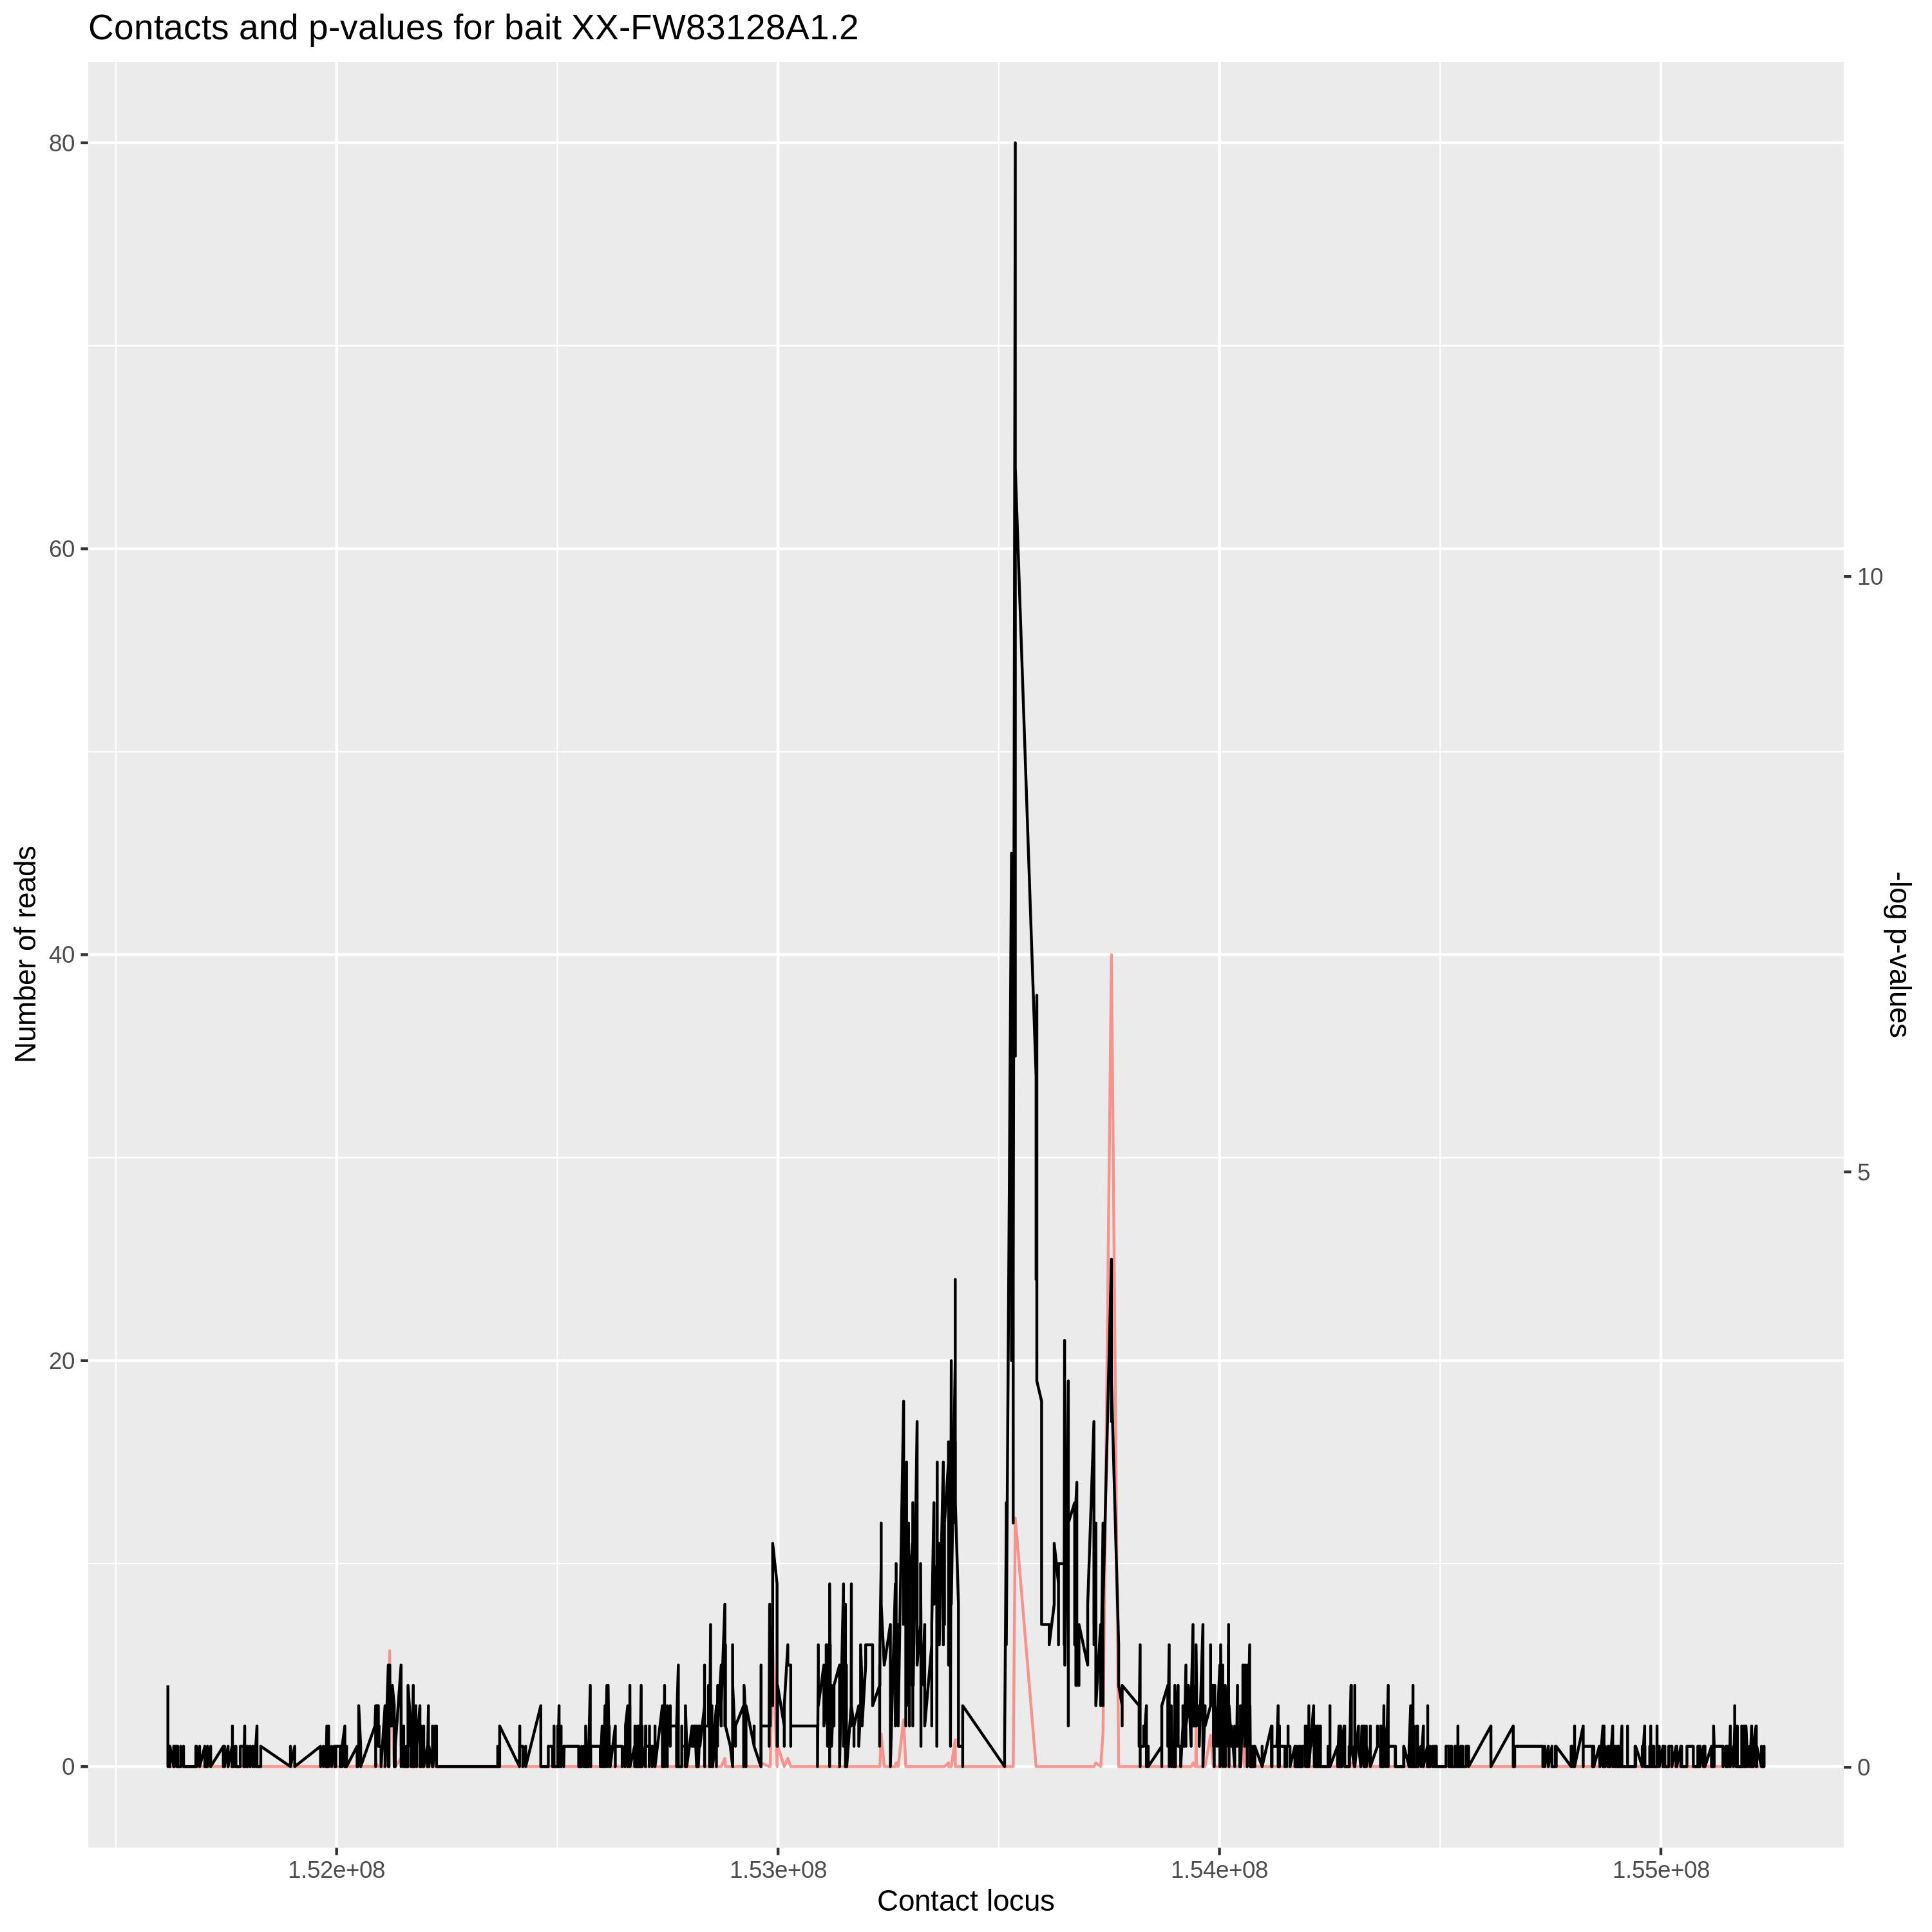 Contacts and p-values for bait XX-FW83128A1.2
80
60
40
20
0
Number of reads
10
5
0
-log p-values
1.52e+08
1.53e+08
1.54e+08
1.55e+08
Contact locus